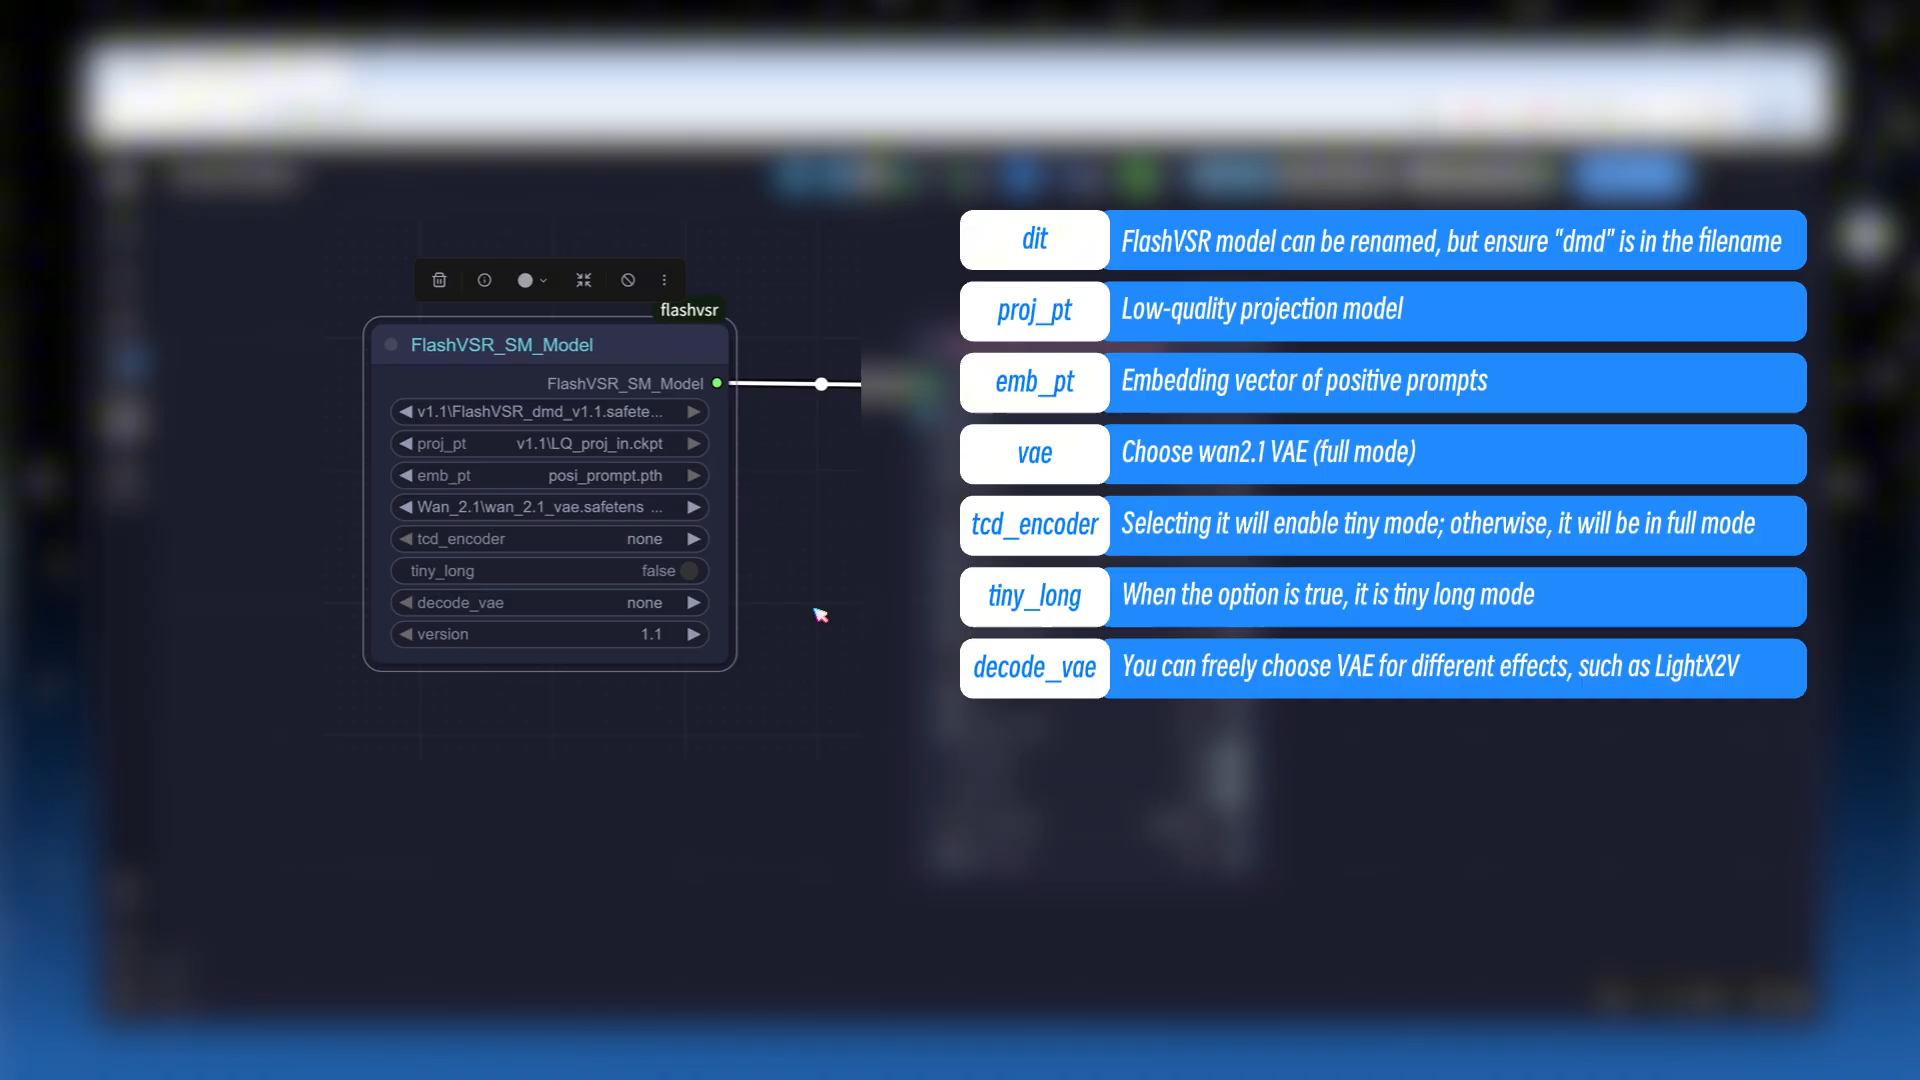 flashvsr
FlashVSR_SM_Model
FlashVSR_SM_Model
v1.1\FlashVSR_dmd_v1.1.safete...
proj_pt v1.1\LQ_proj_in.ckpt
emb_pt posi_prompt.pth
Wan_2.1\wan_2.1_vae.safetens ...
tcd_encoder none
tiny_long false
decode_vae none
version 1.1
dit FlashVSR model can be renamed, but ensure "dmd" is in the filename
proj_pt Low-quality projection model
emb_pt Embedding vector of positive prompts
vae Choose wan2.1 VAE (full mode)
tcd_encoder Selecting it will enable tiny mode; otherwise, it will be in full mode
tiny_long When the option is true, it is tiny long mode
decode_vae You can freely choose VAE for different effects, such as LightX2V